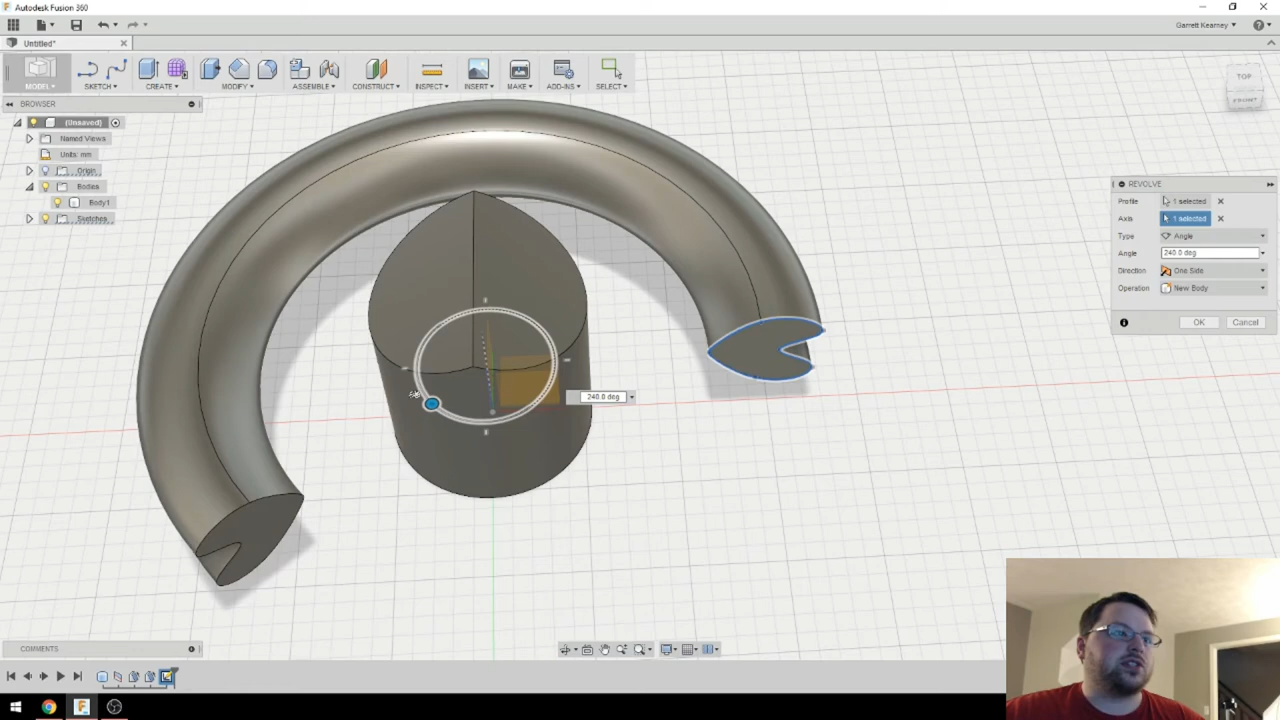 Autodesk Fusion 360
Garrett Kearney
Untitled*
MODEL
SKETCH
CREATE
MODIFY
ASSEMBLE
CONSTRUCT
INSPECT
INSERT
MAKE
ADD-INS
SELECT
TOP
FRONT
BROWSER
(Unsaved)
Named Views
Units: mm
Origin
Bodies
Body1
Sketches
REVOLVE
Profile 1 selected
Axis 1 selected
Type Angle
Angle 240.0 deg
Direction One Side
Operation New Body
OK Cancel
240.0 deg
COMMENTS